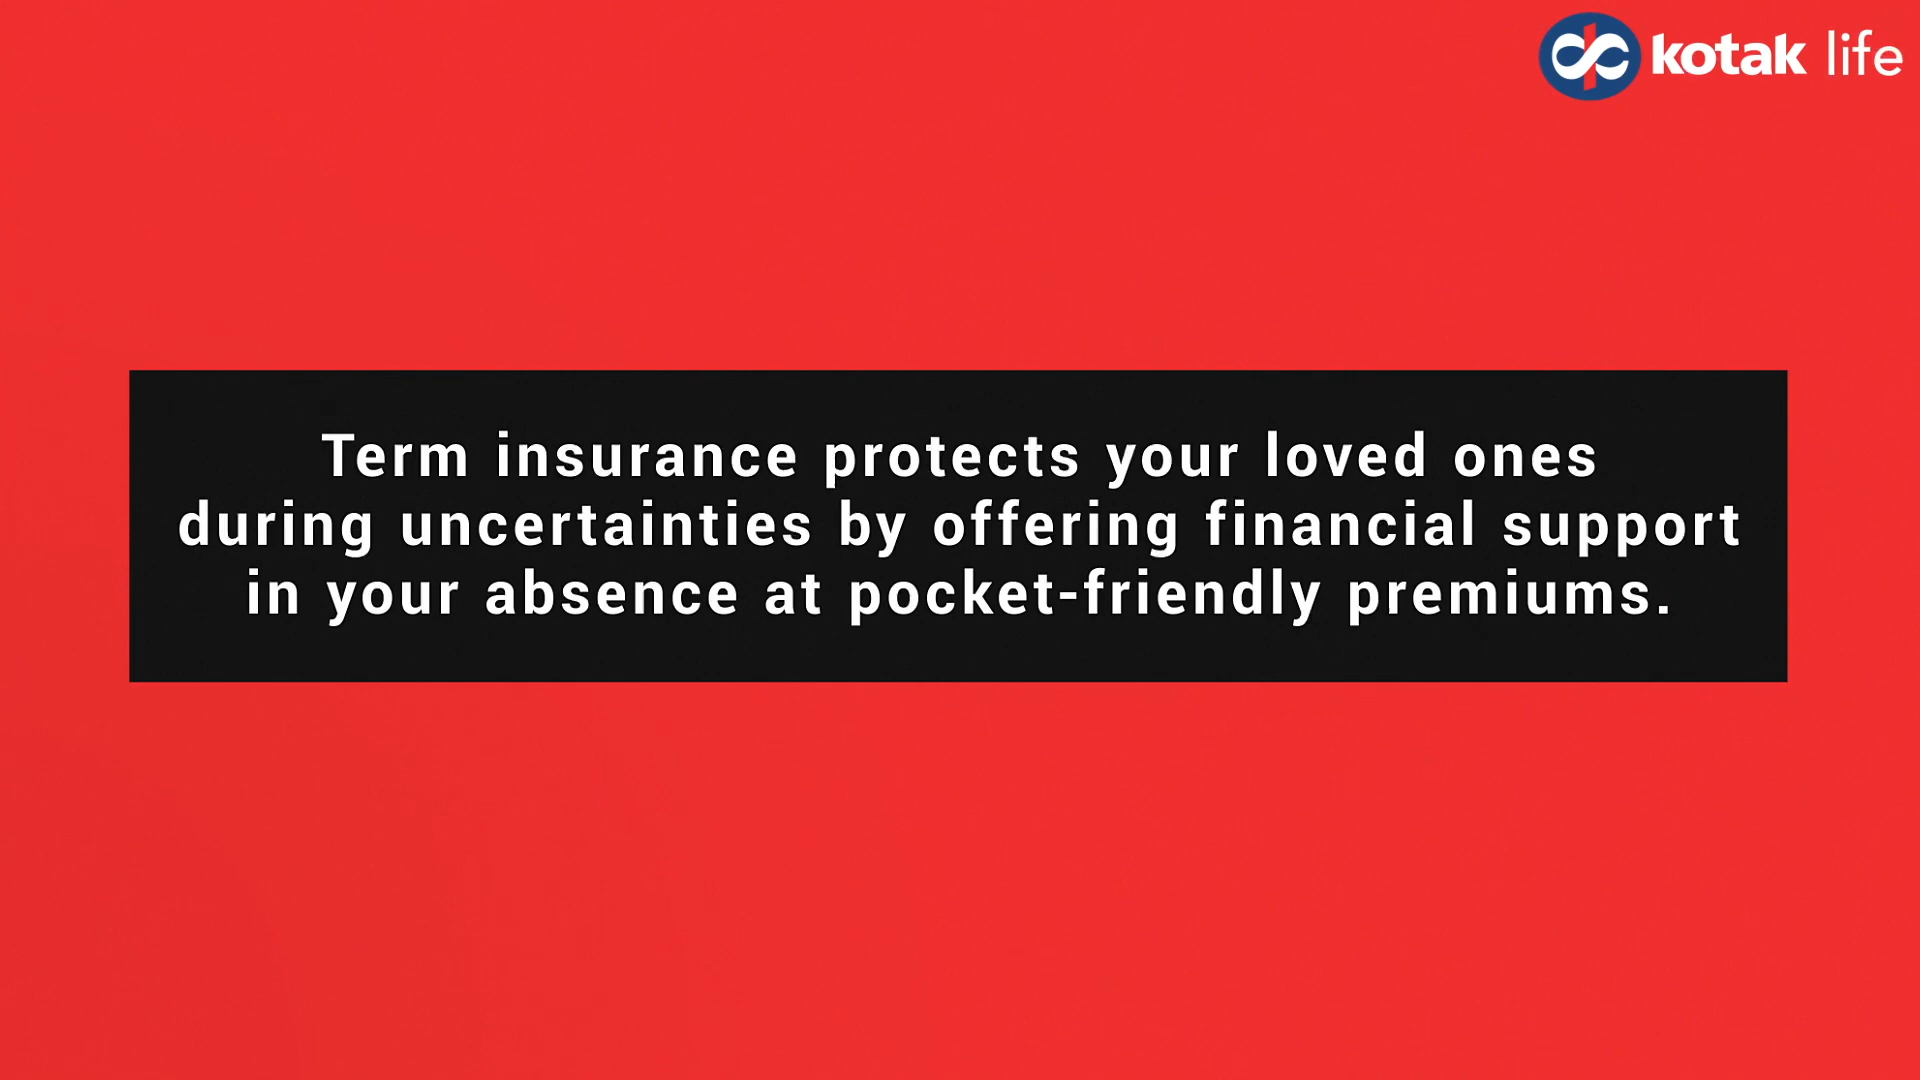 kotak life
Term insurance protects your loved ones
during uncertainties by offering financial support
in your absence at pocket-friendly premiums.